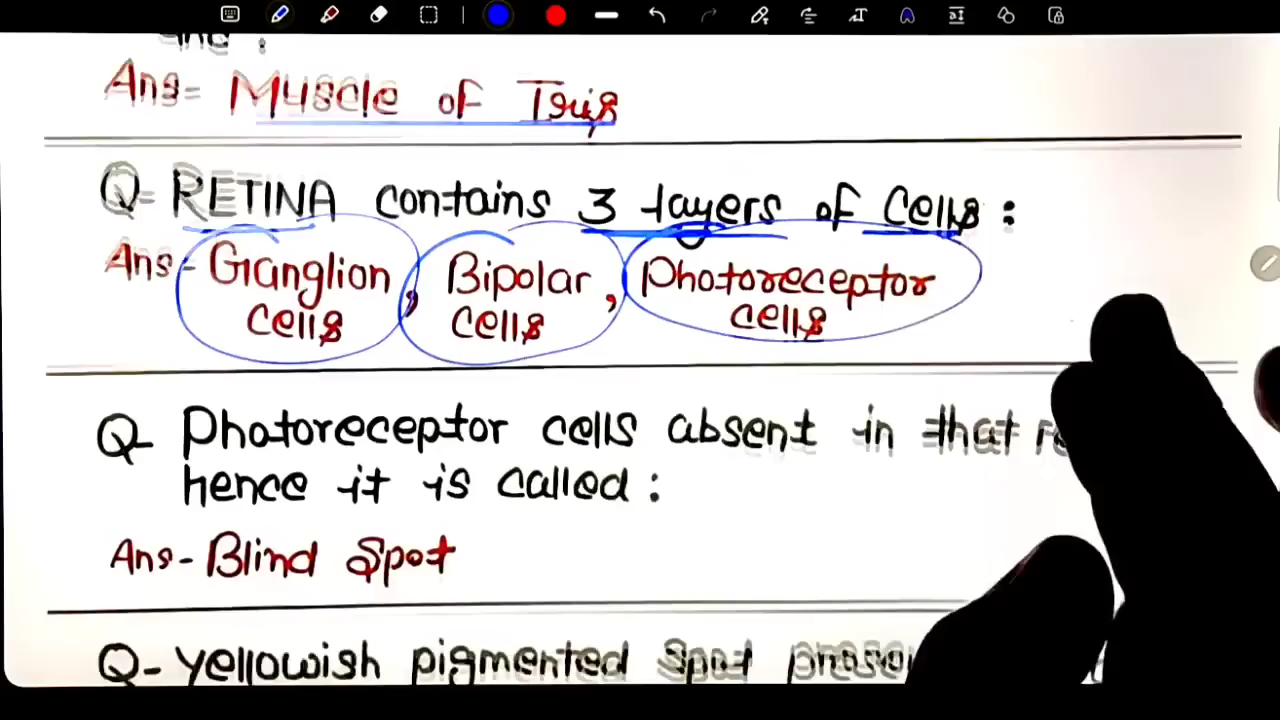 Ans= Muscle of Iris
Q- RETINA contains 3 layers of cells :
Ans- Ganglion cells, Bipolar cells, Photoreceptor cells
Q- Photoreceptor cells absent in that
hence it is called :
Ans- Blind Spot
Q- yellowish pigmented spot